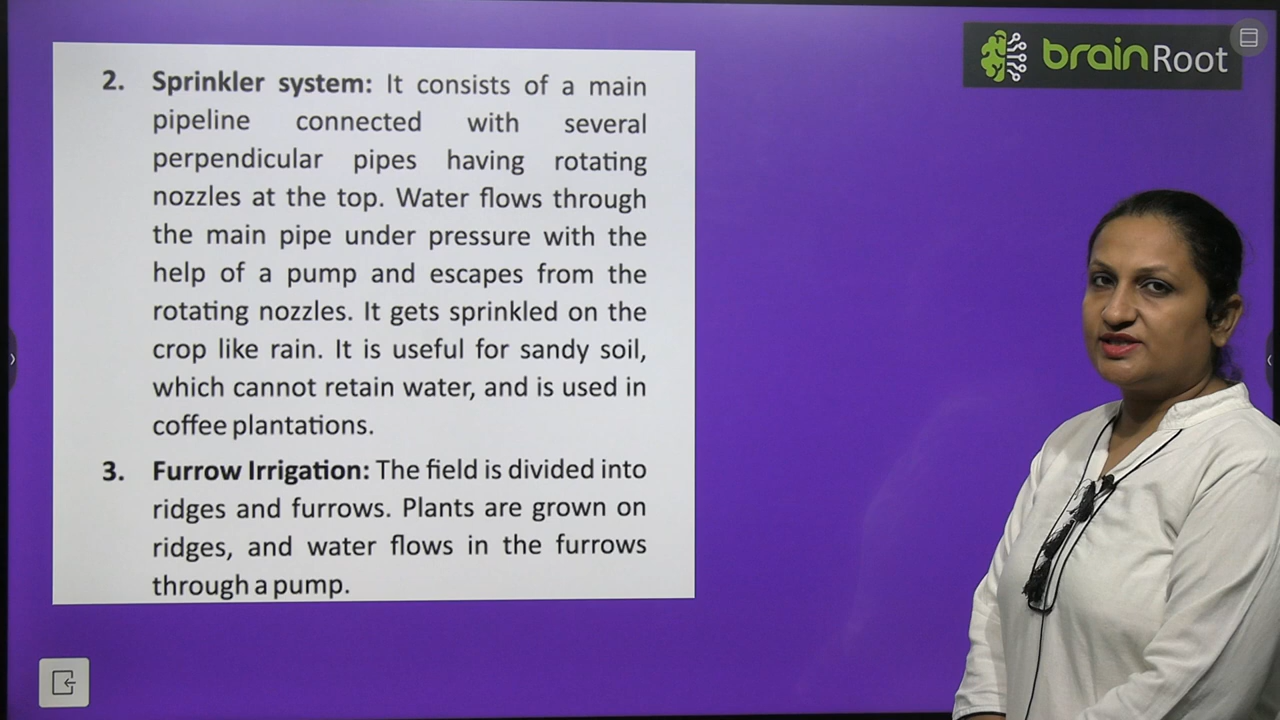 brainRoot
2. Sprinkler system: It consists of a main
pipeline connected with several
perpendicular pipes having rotating
nozzles at the top. Water flows through
the main pipe under pressure with the
help of a pump and escapes from the
rotating nozzles. It gets sprinkled on the
crop like rain. It is useful for sandy soil,
which cannot retain water, and is used in
coffee plantations.
3. Furrow Irrigation: The field is divided into
ridges and furrows. Plants are grown on
ridges, and water flows in the furrows
through a pump.